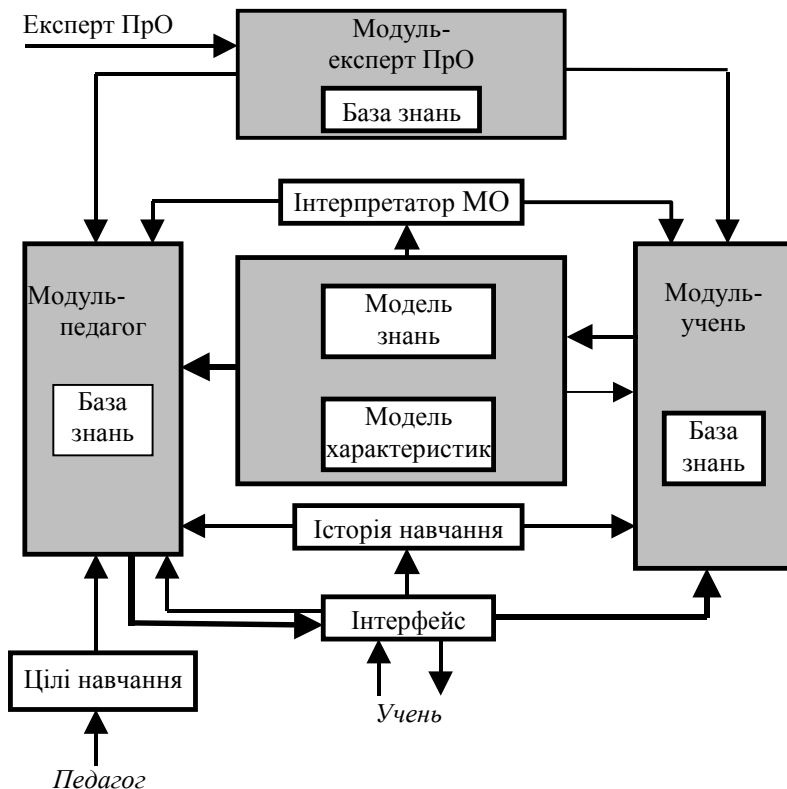 Експерт ПрО
Модуль-
експерт ПрО
База знань
Інтерпретатор МО
Модуль-
педагог
База
знань
Модель
знань
Модель
характеристик
Модуль-
учень
База
знань
Історія навчання
Інтерфейс
Цілі навчання
Учень
Педагог